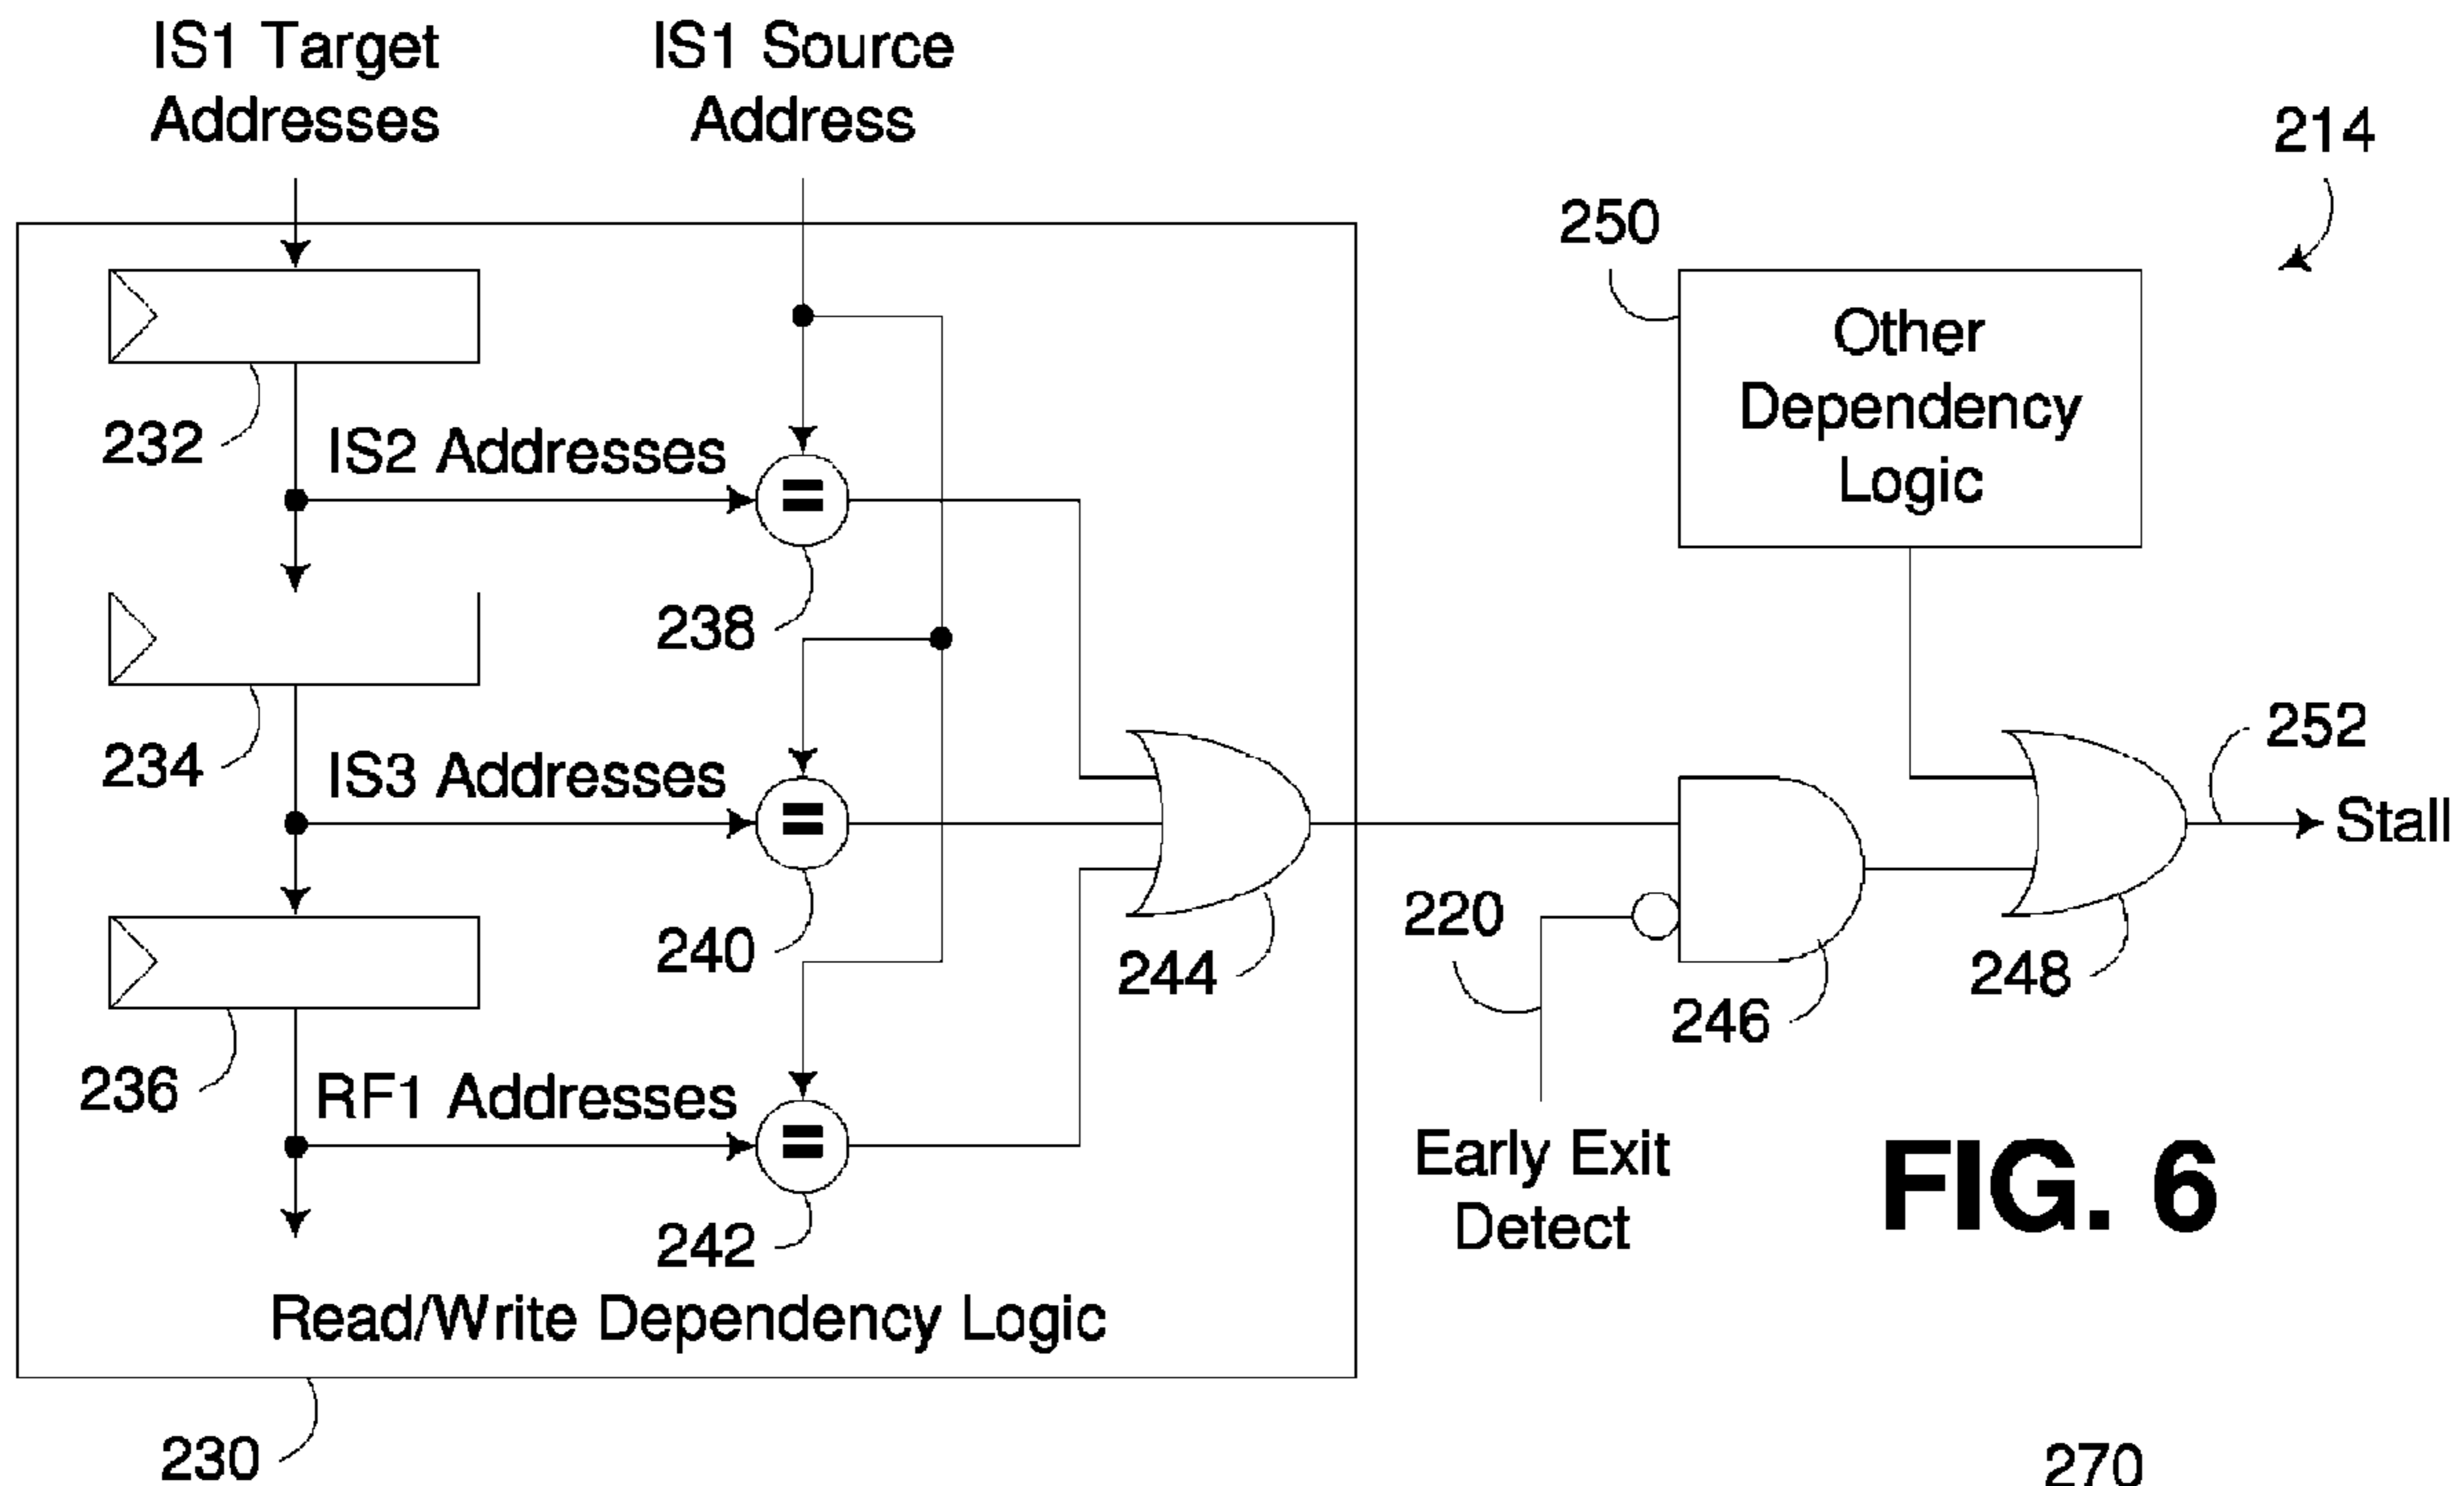 IS1 Target
Addresses
IS1 Source
Address
214
250
Other
Dependency
Logic
232
IS2 Addresses
=
238
234
IS3 Addresses
=
240
244
220
246
248
252
Stall
236
RF1 Addresses
=
242
Early Exit
Detect
FIG. 6
Read/Write Dependency Logic
230
270